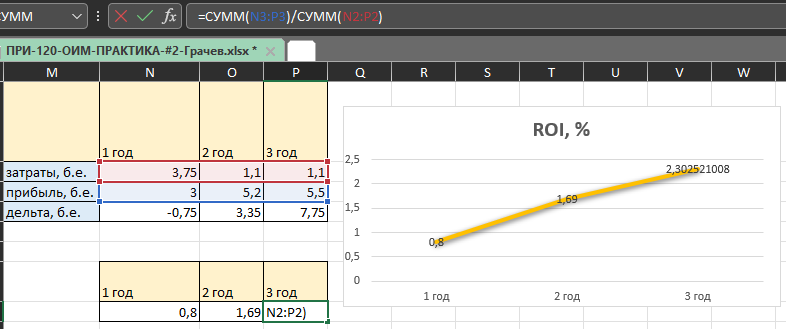 СУММ =СУММ(N3:P3)/СУММ(N2:P2)
ПРИ-120-ОИМ-ПРАКТИКА-#2-Грачев.xlsx *
M N O P Q R S T U V W
1 год 2 год 3 год
затраты, б.е. 3,75 1,1 1,1
прибыль, б.е. 3 5,2 5,5
дельта, б.е. -0,75 3,35 7,75
1 год 2 год 3 год
0,8 1,69 N2:P2)
ROI, %
2,5
2
1,5
1
0,5
0
0,8
1,69
2,302521008
1 год 2 год 3 год